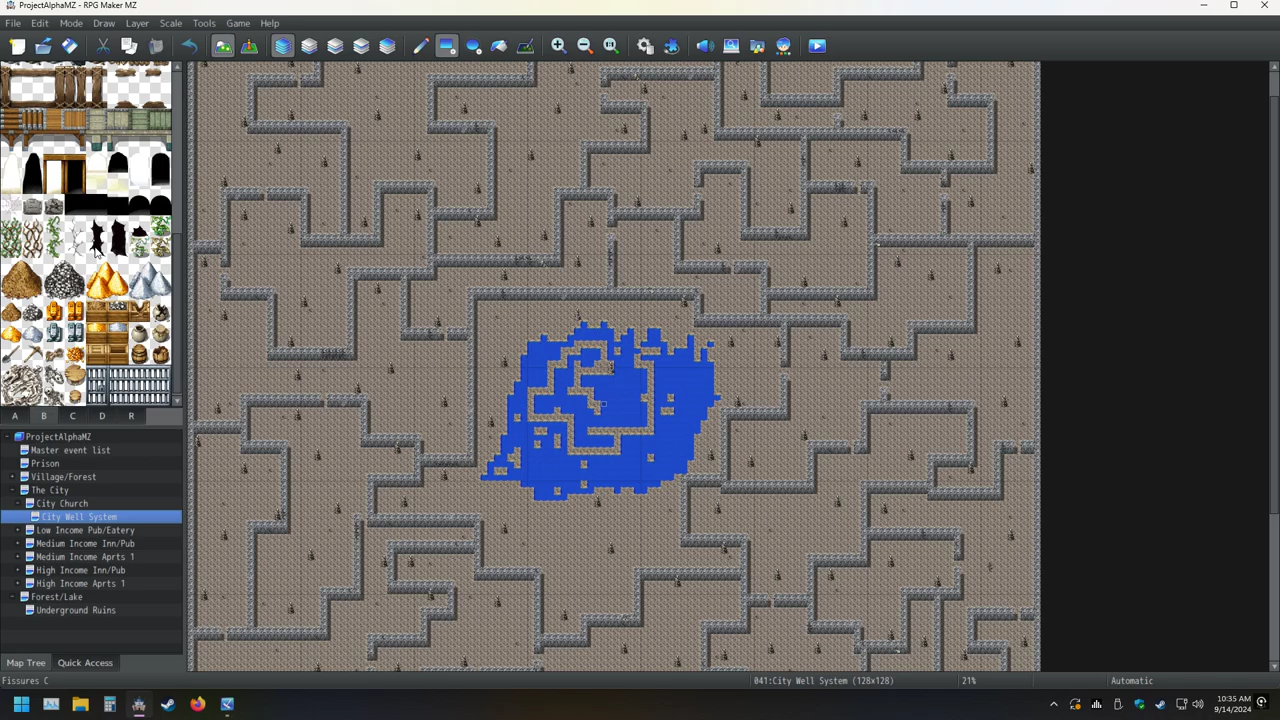 ProjectAlphaMZ - RPG Maker MZ
File Edit Mode Draw Layer Scale Tools Game Help
A B C D R
ProjectAlphaMZ
Master event list
Prison
Village/Forest
The City
City Church
City Well System
Low Income Pub/Eatery
Medium Income Inn/Pub
Medium Income Aprts 1
High Income Inn/Pub
High Income Aprts 1
Forest/Lake
Underground Ruins
Map Tree Quick Access
Fissures C 041:City Well System (128x128) 21% Automatic
10:35 AM
9/14/2024